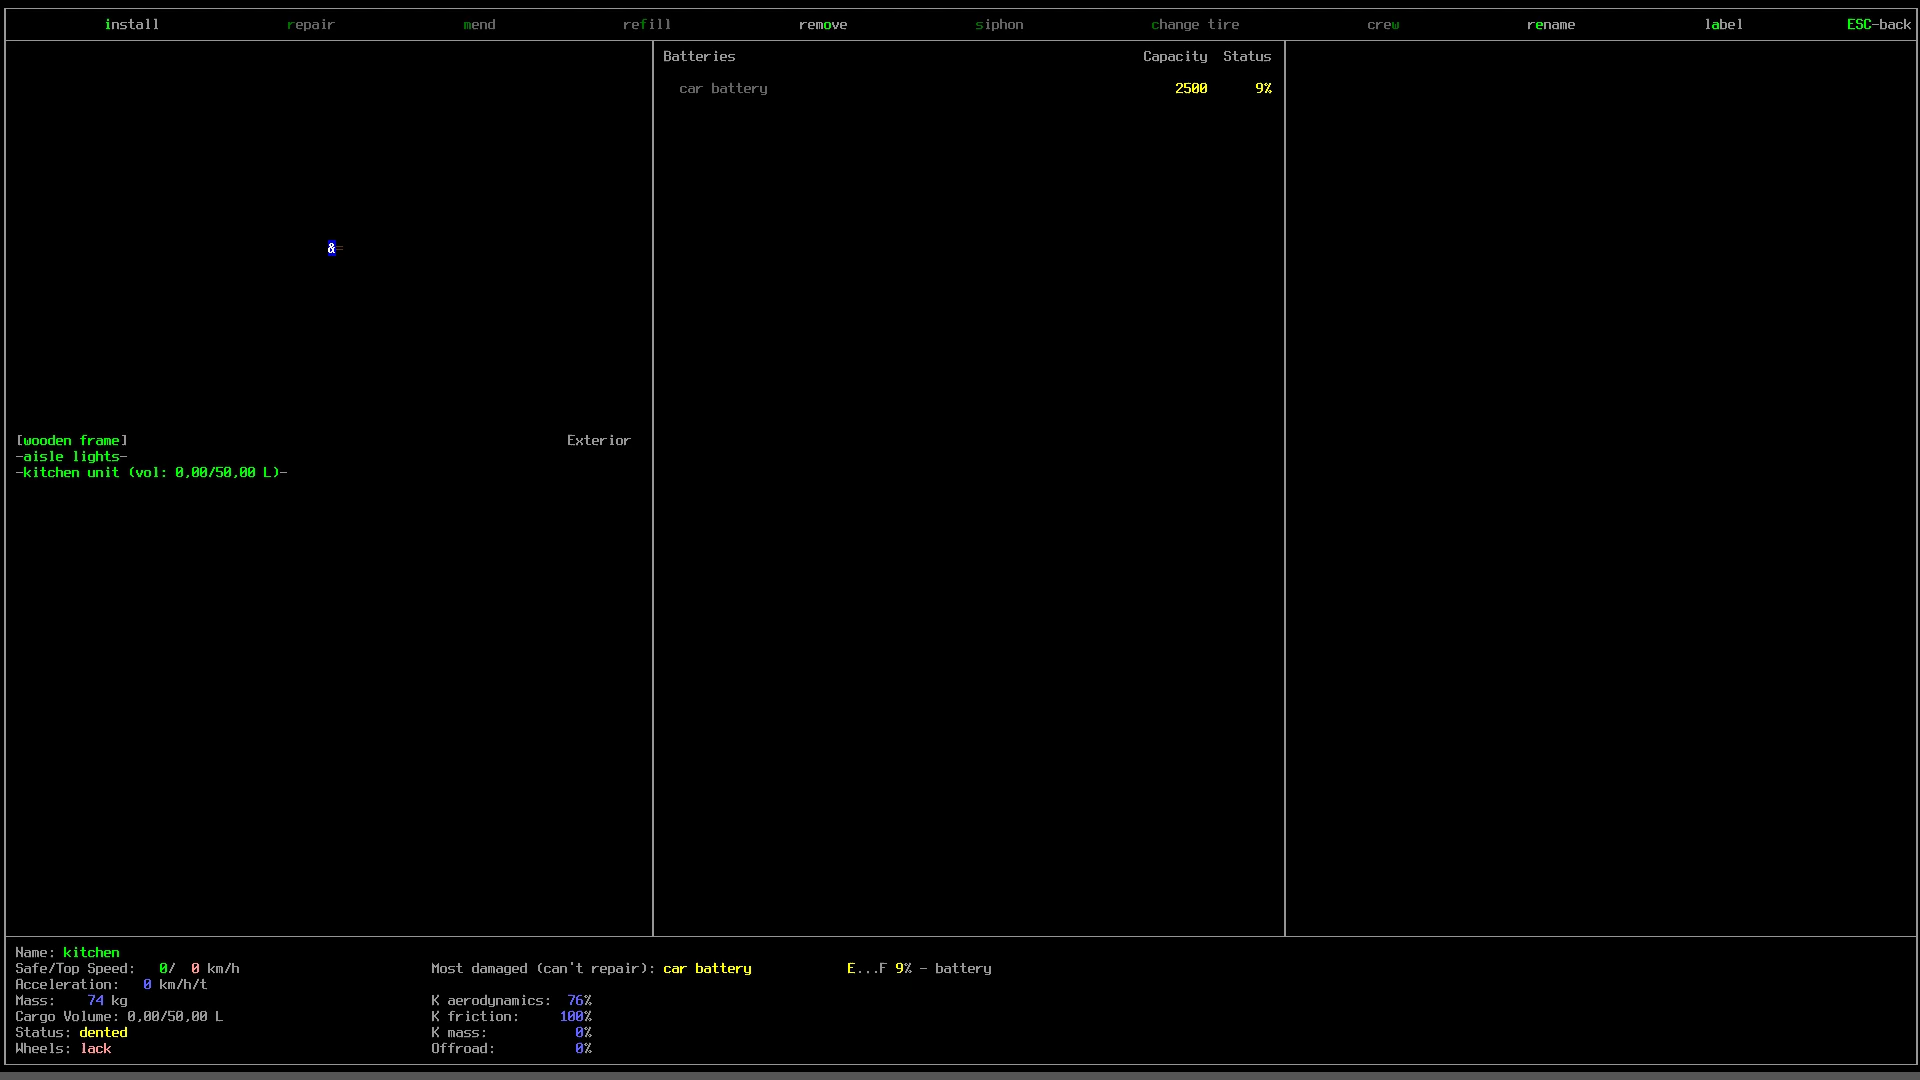 install repair mend refill remove siphon change tire crew rename label ESC-back
Batteries Capacity Status
car battery 2500 9%
&=
[wooden frame] Exterior
-aisle lights-
-kitchen unit (vol: 0,00/50,00 L)-
Name: kitchen
Safe/Top Speed: 0/ 0 km/h Most damaged (can't repair): car battery E...F 9% - battery
Acceleration: 0 km/h/t
Mass: 74 kg K aerodynamics: 76%
Cargo Volume: 0,00/50,00 L K friction: 100%
Status: dented K mass: 0%
Wheels: lack Offroad: 0%